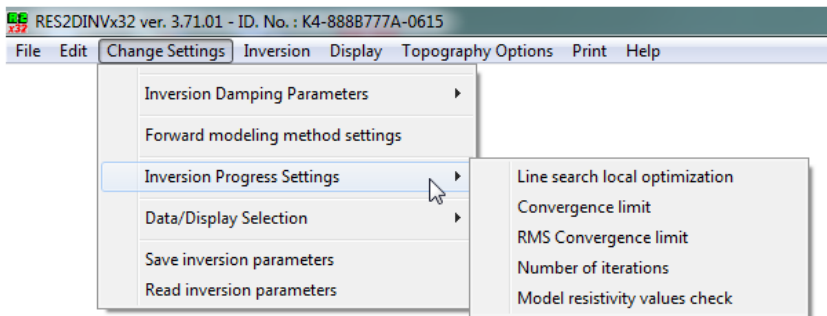 RES2DINVx32 ver. 3.71.01 - ID. No. : K4-888B777A-0615
File Edit Change Settings Inversion Display Topography Options Print Help
Inversion Damping Parameters
Forward modeling method settings
Inversion Progress Settings
Data/Display Selection
Save inversion parameters
Read inversion parameters
Line search local optimization
Convergence limit
RMS Convergence limit
Number of iterations
Model resistivity values check